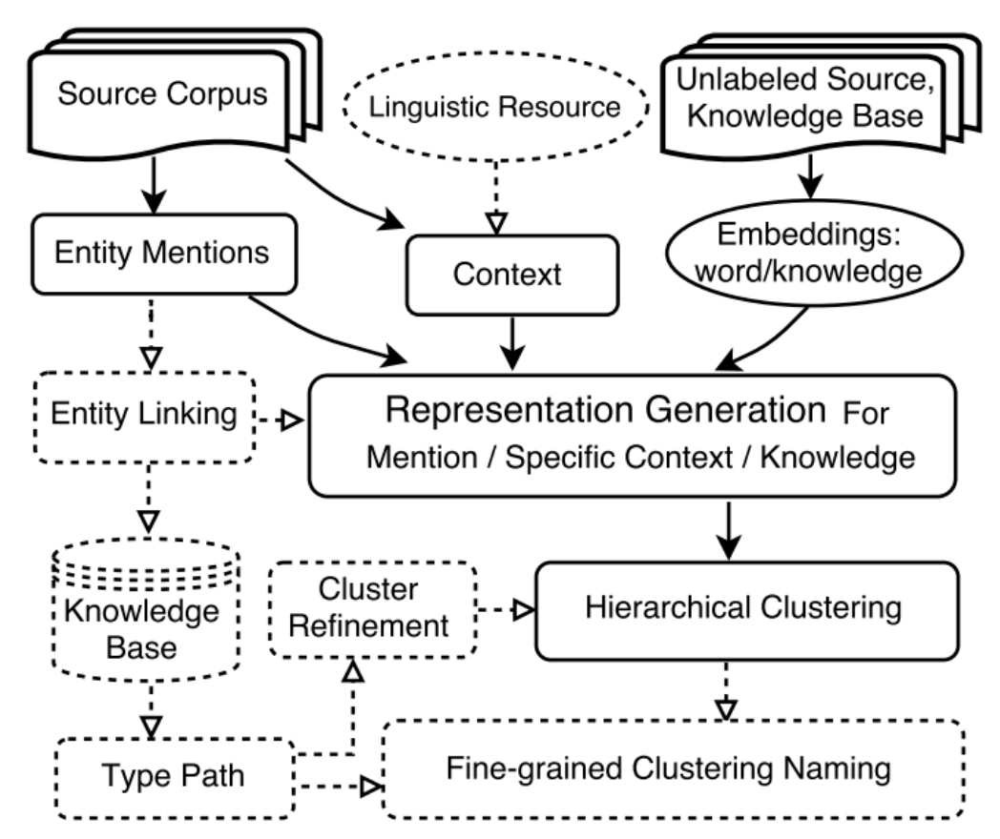 Source Corpus
Linguistic Resource
Unlabeled Source,
Knowledge Base
Entity Mentions
Context
Embeddings:
word/knowledge
Entity Linking
Representation Generation For
Mention / Specific Context / Knowledge
Knowledge
Base
Cluster
Refinement
Hierarchical Clustering
Type Path
Fine-grained Clustering Naming